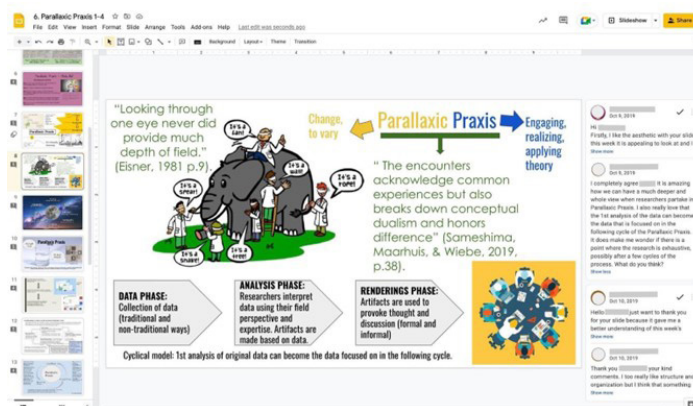 6. Parallaxic Praxis 1-4
File Edit View Insert Format Slide Arrange Tools Add-ons Help Last edit was seconds ago
Slideshow
Share
Background Layout Theme Transition
"Looking through
one eye never did
provide much
depth of field."
(Eisner, 1981 p.9).
It's a
fan!
It's a
wall!
It's a
rope!
It's a
spear!
It's a
snake!
It's a
tree!
Change,
to vary
Parallaxic Praxis
Engaging,
realizing,
applying
theory
" The encounters
acknowledge common
experiences but also
breaks down conceptual
dualism and honors
difference" (Sameshima,
Maarhuis, & Wiebe, 2019,
p.38).
DATA PHASE:
Collection of data
(traditional and
non-traditional ways)
ANALYSIS PHASE:
Researchers interpret
data using their field
perspective and
expertise. Artifacts are
made based on data.
RENDERINGS PHASE:
Artifacts are used to
provoke thought and
discussion (formal and
informal)
Cyclical model: 1st analysis of original data can become the data focused on in the following cycle.
Oct 9, 2019
Hi
Firstly, I like the aesthetic with your slide
this week it is appealing to look at and I
Show more
Oct 9, 2019
I completely agree it is amazing
how we can have a much deeper and
whole view when researchers partake in
Parallaxic Praxis. I also really love that
the 1st analysis of the data can become
the data that is focused on in the
following cycle of the Parallaxic Praxis.
It does make me wonder if there is a
point where the research is exhaustive,
possibly after a few cycles of the
process. What do you think?
Show less
Oct 10, 2019
Hello just want to thank you
for your slide because it gave me a
better understanding of this week's
Show more
Oct 10, 2019
Thank you your kind
comments. I too really like structure and
organization but I think that something